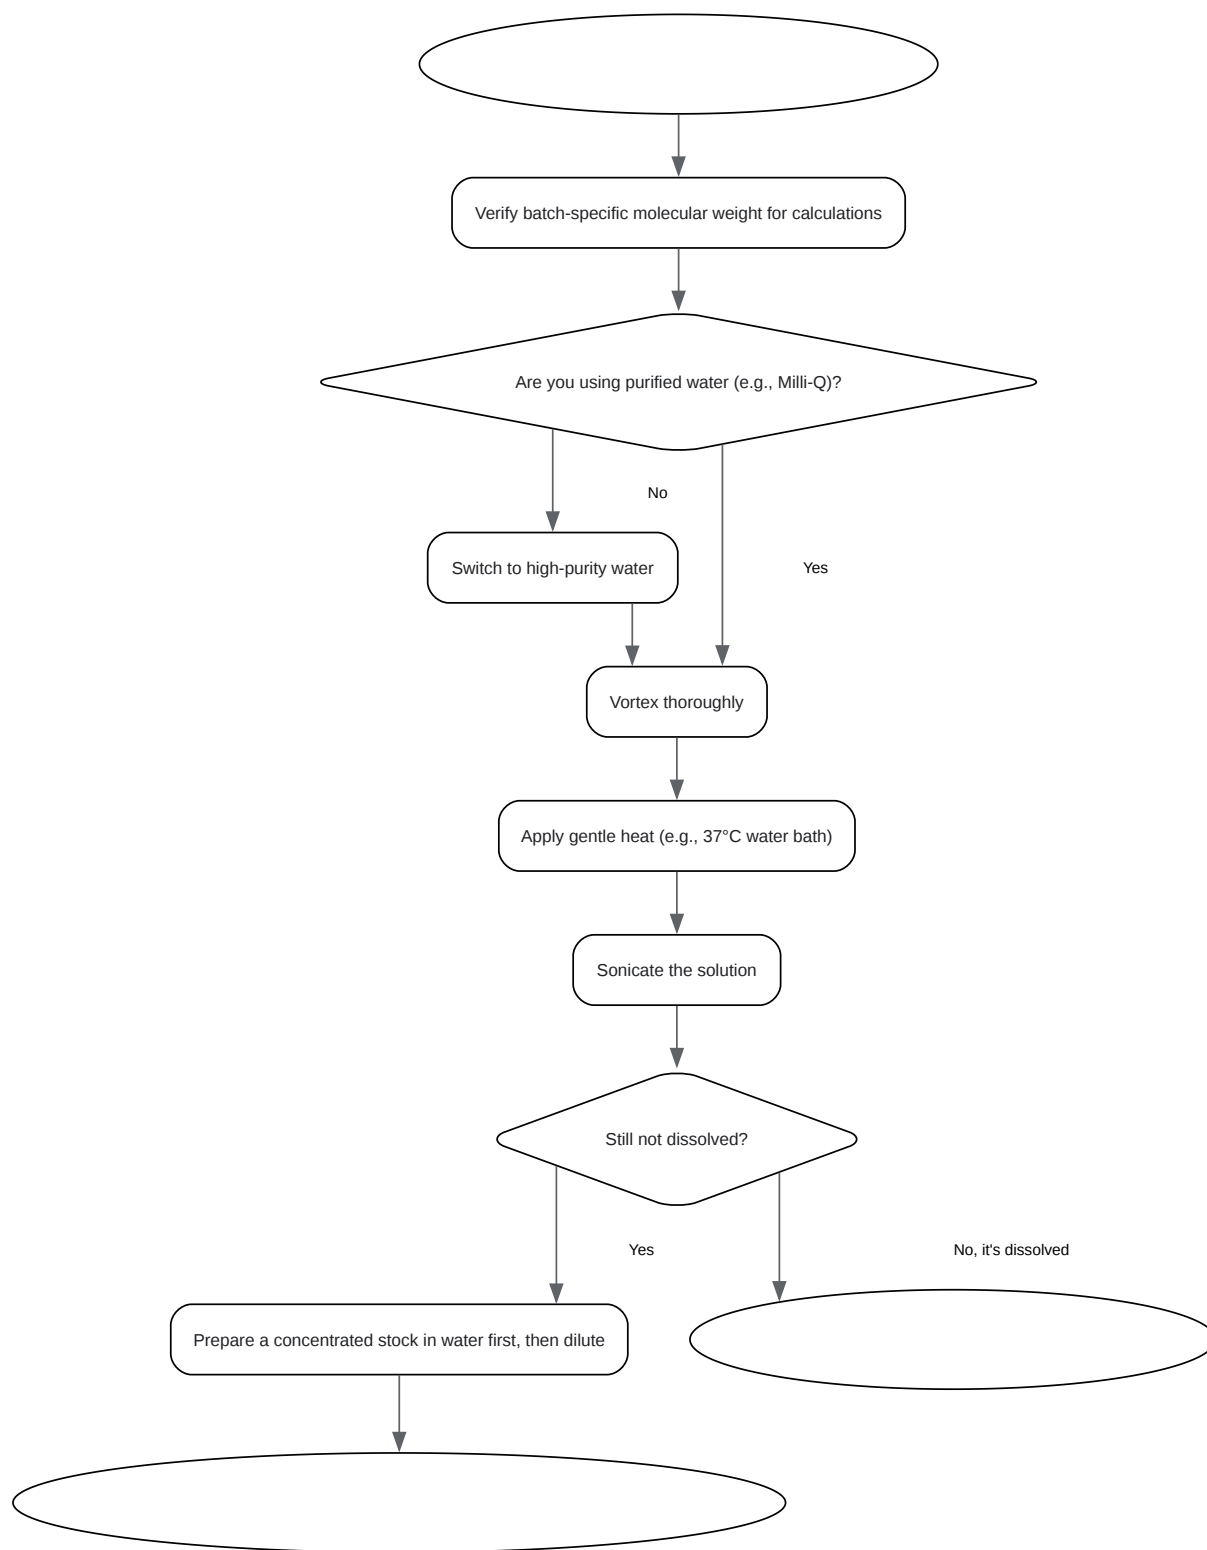 Verify batch-specific molecular weight for calculations
Are you using purified water (e.g., Milli-Q)?
No
Switch to high-purity water
Yes
Vortex thoroughly
Apply gentle heat (e.g., 37°C water bath)
Sonicate the solution
Still not dissolved?
Yes
No, it's dissolved
Prepare a concentrated stock in water first, then dilute